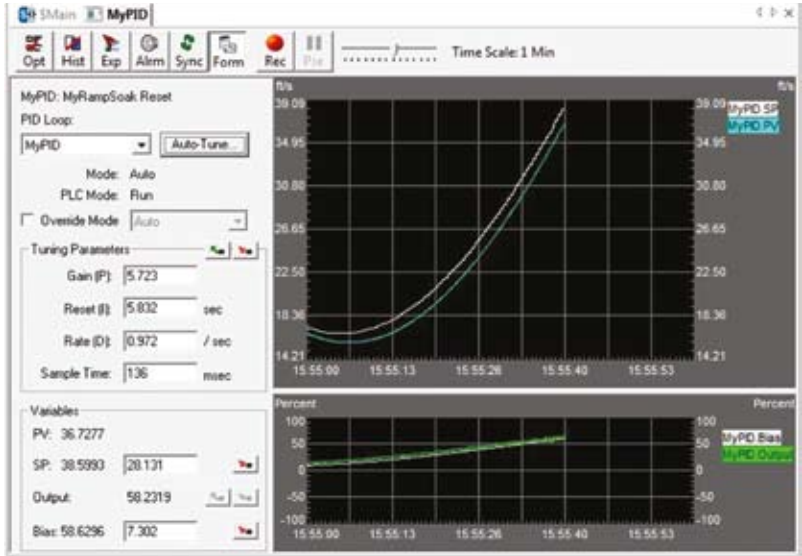 $Main MyPID
Opt Hist Exp Alrm Sync Form Rec Time Scale: 1 Min
MyPID: MyRampSoak Reset
PID Loop:
MyPID Auto-Tune...
Mode: Auto
PLC Mode: Run
Override Mode Auto
Tuning Parameters
Gain (P): 5.723
Reset (I): 5.832 sec
Rate (D): 0.972 / sec
Sample Time: 136 msec
Variables
PV: 36.7277
SP: 38.5993 28.131
Output: 58.2319
Bias: 58.6296 7.302
ft/s ft/s
39.09 39.09 MyPID.SP
MyPID.PV
34.95 34.95
30.80 30.80
26.65 26.65
22.50 22.50
18.36 18.36
14.21 14.21
15:55:00 15:55:13 15:55:26 15:55:40 15:55:53
Percent Percent
100 100
50 50 MyPID.Bias
MyPID.Output
0 0
-50 -50
-100 -100
15:55:00 15:55:13 15:55:26 15:55:40 15:55:53